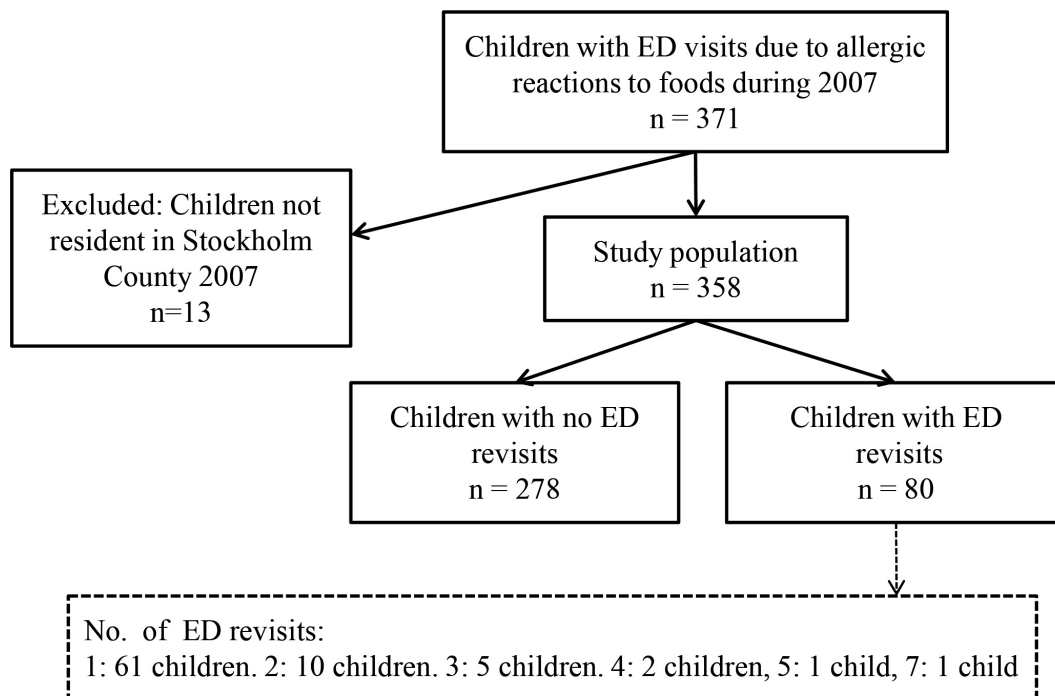 Children with ED visits due to allergic
reactions to foods during 2007
n = 371
Excluded: Children not
resident in Stockholm
County 2007
n=13
Study population
n = 358
Children with no ED
revisits
n = 278
Children with ED
revisits
n = 80
No. of ED revisits:
1: 61 children. 2: 10 children. 3: 5 children. 4: 2 children, 5: 1 child, 7: 1 child